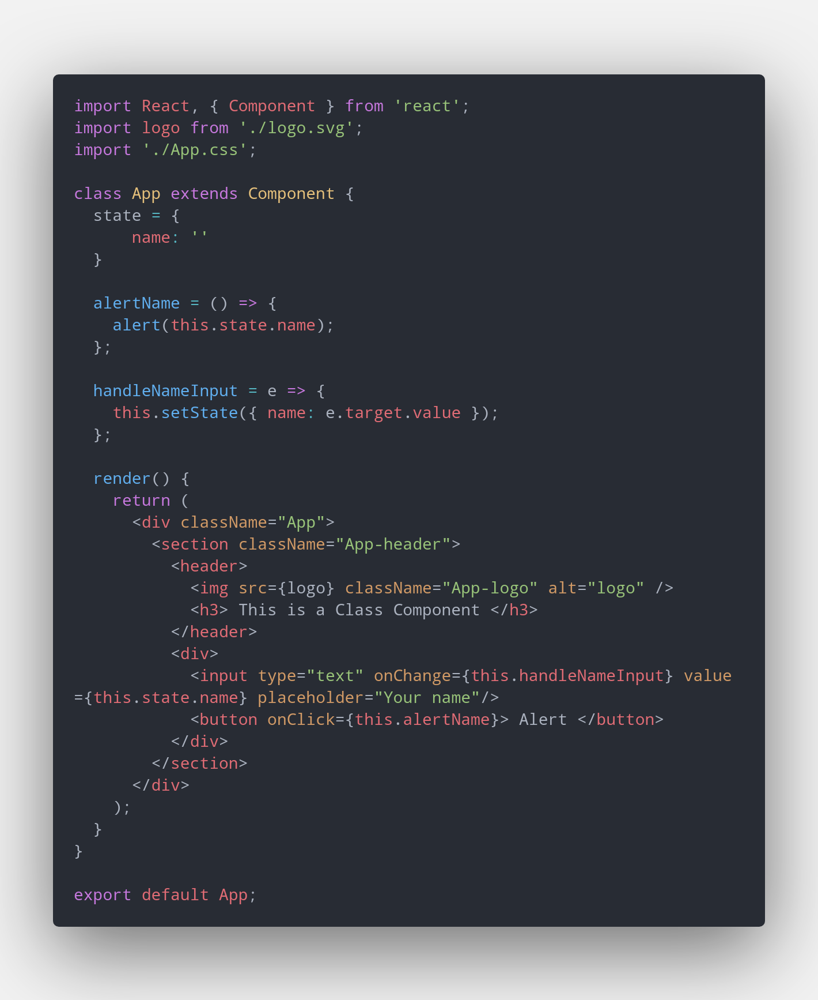 import React, { Component } from 'react';
import logo from './logo.svg';
import './App.css';

class App extends Component {
  state = {
      name: ''
  }

  alertName = () => {
    alert(this.state.name);
  };

  handleNameInput = e => {
    this.setState({ name: e.target.value });
  };

  render() {
    return (
      <div className="App">
        <section className="App-header">
          <header>
            <img src={logo} className="App-logo" alt="logo" />
            <h3> This is a Class Component </h3>
          </header>
          <div>
            <input type="text" onChange={this.handleNameInput} value
={this.state.name} placeholder="Your name"/>
            <button onClick={this.alertName}> Alert </button>
          </div>
        </section>
      </div>
    );
  }
}

export default App;